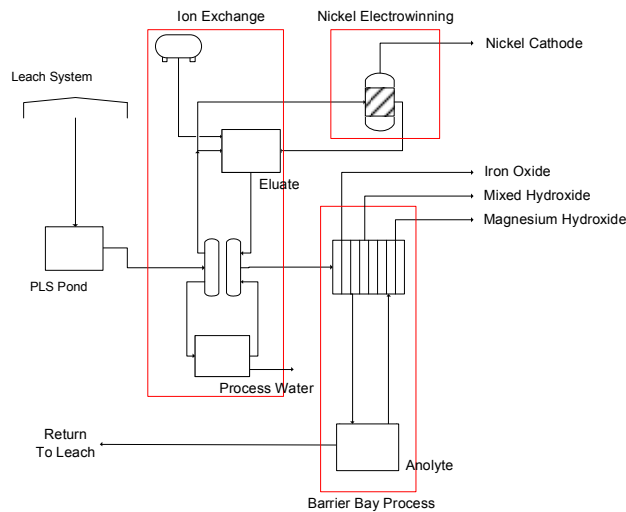 Ion Exchange
Nickel Electrowinning
Nickel Cathode
Leach System
Eluate
Iron Oxide
Mixed Hydroxide
Magnesium Hydroxide
PLS Pond
Process Water
Return
To Leach
Anolyte
Barrier Bay Process